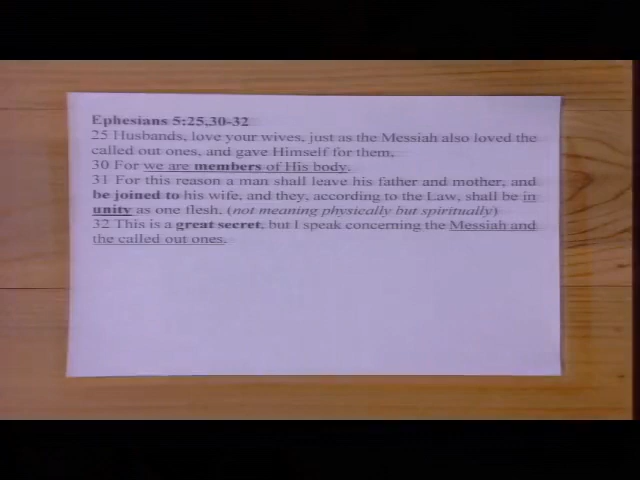 Ephesians 5:25,30-32
25 Husbands, love your wives, just as the Messiah also loved the
called out ones, and gave Himself for them,
30 For we are members of His body.
31 For this reason a man shall leave his father and mother, and
be joined to his wife, and they, according to the Law, shall be in
unity as one flesh. (not meaning physically but spiritually)
32 This is a great secret, but I speak concerning the Messiah and
the called out ones.